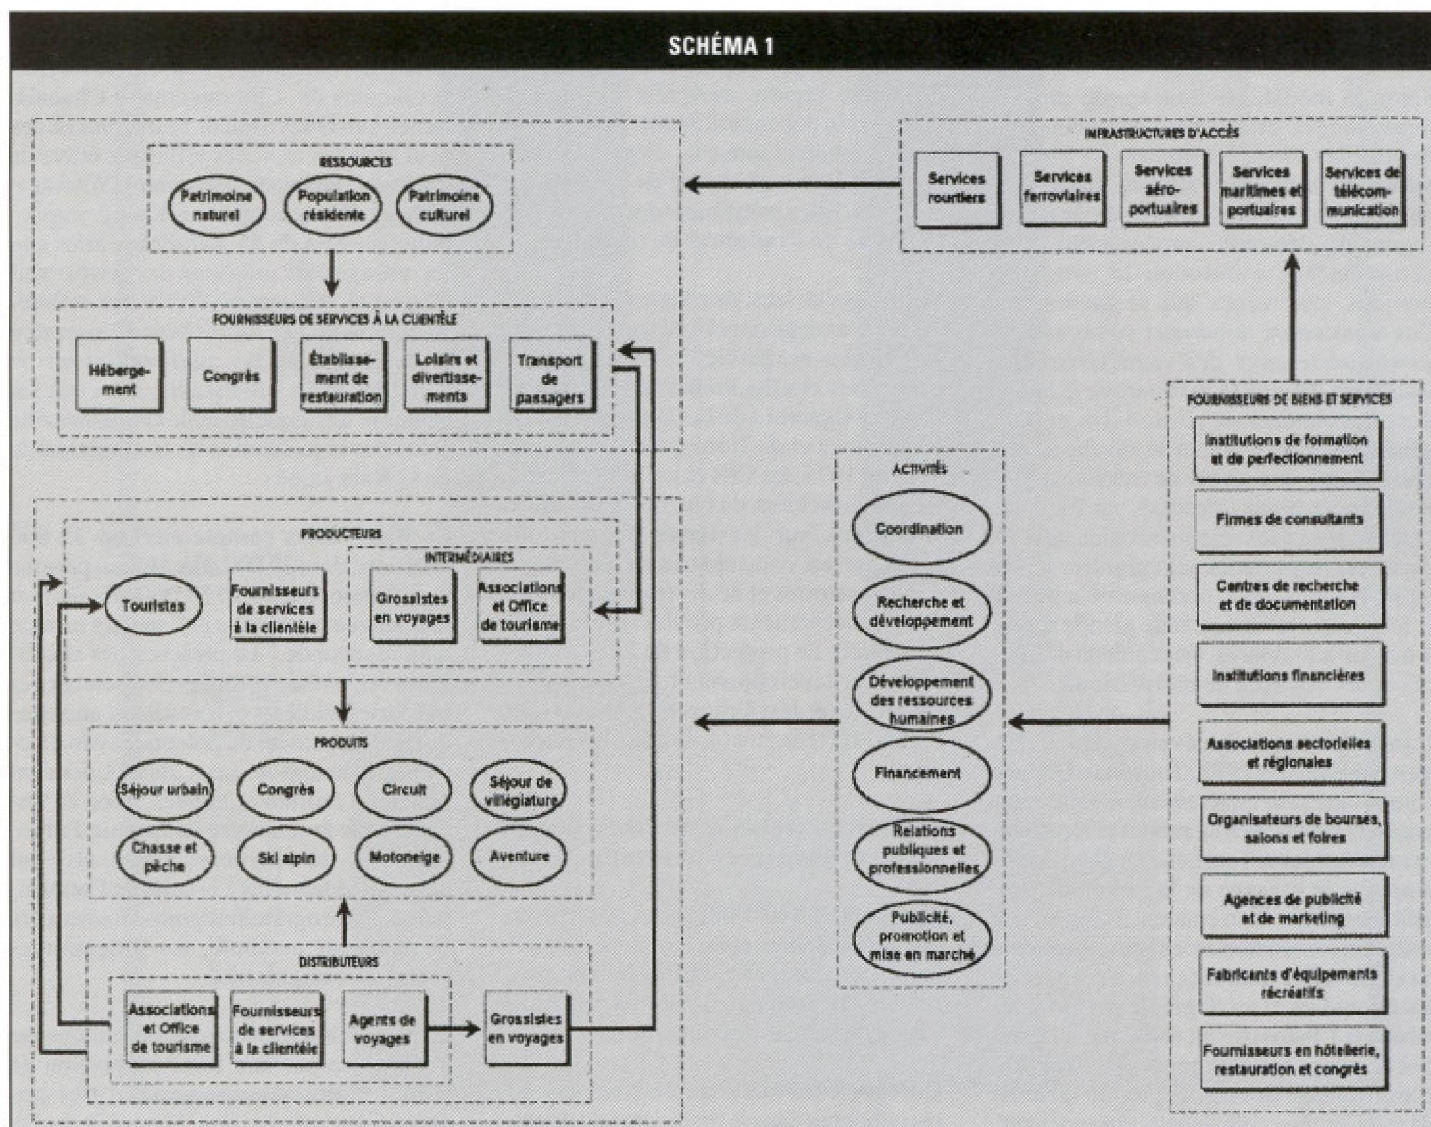 SCHÉMA 1
RESSOURCES
Patrimoine
naturel
Population
résidente
Patrimoine
culturel
INFRASTRUCTURES D'ACCÈS
Services
rourtiers
Services
ferroviaires
Services
aéro-
portuaires
Services
maritimes et
portuaires
Services de
télécom-
munication
FOURNISSEURS DE SERVICES À LA CLIENTÈLE
Héberge-
ment
Congrès
Établisse-
ment de
restauration
Loisirs et
divertisse-
ments
Transport
de
passagers
PRODUCTEURS
INTERMÉDIAIRES
Touristes
Fournisseurs
de services
à la clientèle
Grossistes
en voyages
Associations
et Office
de tourisme
PRODUITS
Séjour urbain
Congrès
Circuit
Séjour de
villégiature
Chasse et
pêche
Ski alpin
Motoneige
Aventure
DISTRIBUTEURS
Associations
et Office
de tourisme
Fournisseurs
de services
à la clientèle
Agents de
voyages
Grossistes
en voyages
ACTIVITÉS
Coordination
Recherche et
développement
Développement
des ressources
humaines
Financement
Relations
publiques et
professionnelles
Publicité,
promotion et
mise en marché
FOURNISSEURS DE BIENS ET SERVICES
Institutions de formation
et de perfectionnement
Firmes de consultants
Centres de recherche
et de documentation
Institutions financières
Associations sectorielles
et régionales
Organisateurs de bourses,
salons et foires
Agences de publicité
et de marketing
Fabricants d'équipements
récréatifs
Fournisseurs en hôtellerie,
restauration et congrès